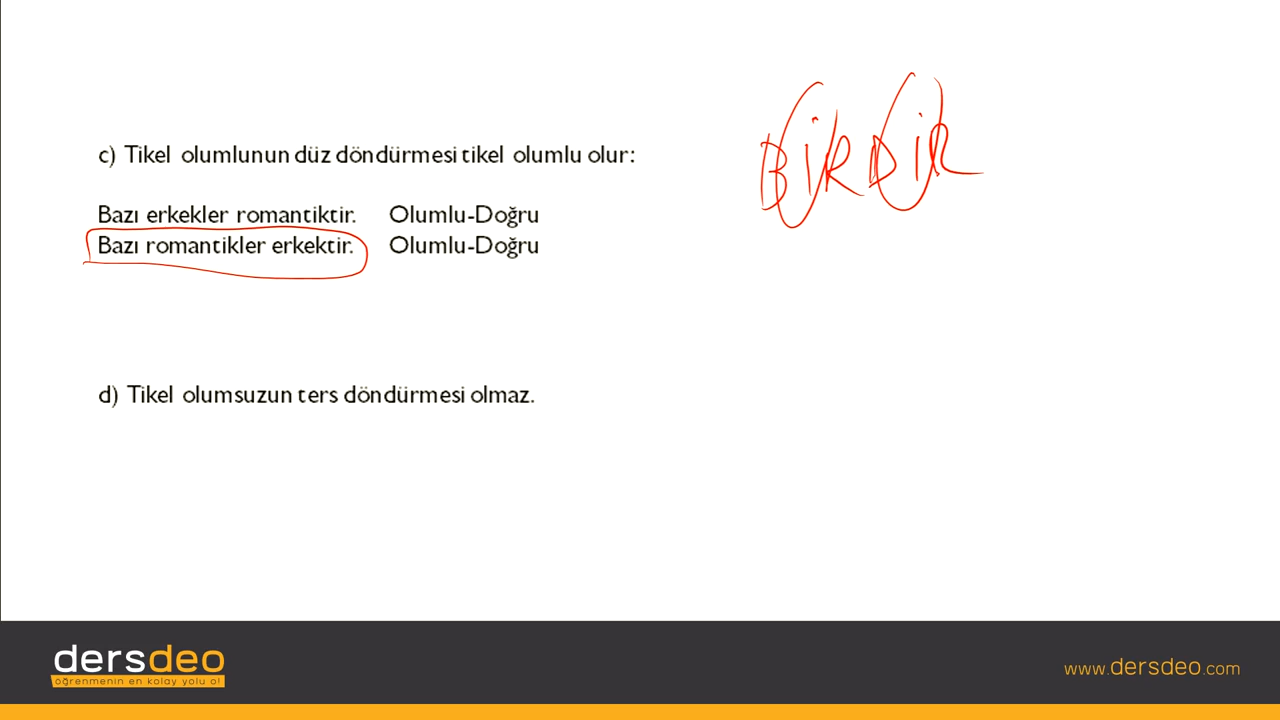 BİRDİR
c) Tikel olumlunun düz döndürmesi tikel olumlu olur:
Bazı erkekler romantiktir. Olumlu-Doğru
Bazı romantikler erkektir. Olumlu-Doğru
d) Tikel olumsuzun ters döndürmesi olmaz.
dersdeo
öğrenmenin en kolay yolu o!
www.dersdeo.com